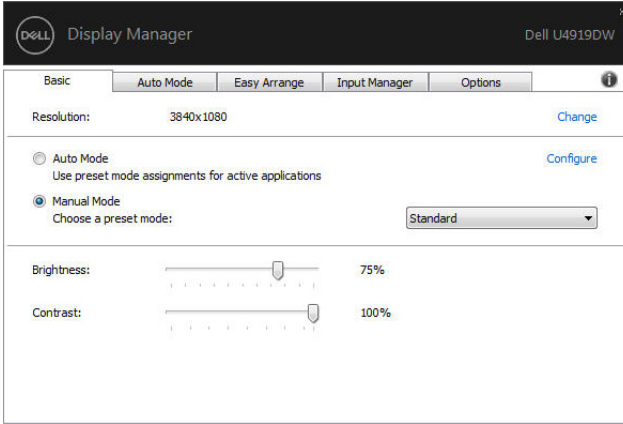 DELL Display Manager Dell U4919DW
Basic Auto Mode Easy Arrange Input Manager Options
Resolution: 3840x1080 Change
Auto Mode Configure
Use preset mode assignments for active applications
Manual Mode
Choose a preset mode: Standard
Brightness: 75%
Contrast: 100%